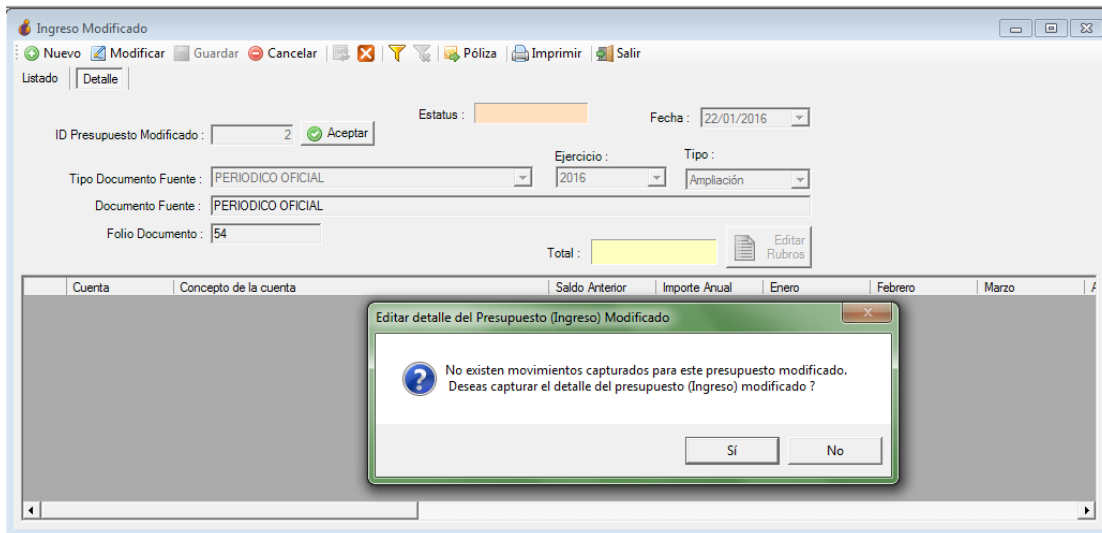 Ingreso Modificado
Nuevo Modificar Guardar Cancelar Póliza Imprimir Salir
Listado Detalle
Estatus : Fecha : 22/01/2016
ID Presupuesto Modificado : 2 Aceptar
Ejercicio : Tipo :
Tipo Documento Fuente : PERIODICO OFICIAL 2016 Ampliación
Documento Fuente : PERIODICO OFICIAL
Folio Documento : 54
Total : Editar Rubros
Cuenta Concepto de la cuenta Saldo Anterior Importe Anual Enero Febrero Marzo
Editar detalle del Presupuesto (Ingreso) Modificado
No existen movimientos capturados para este presupuesto modificado.
Deseas capturar el detalle del presupuesto (Ingreso) modificado ?
Sí No